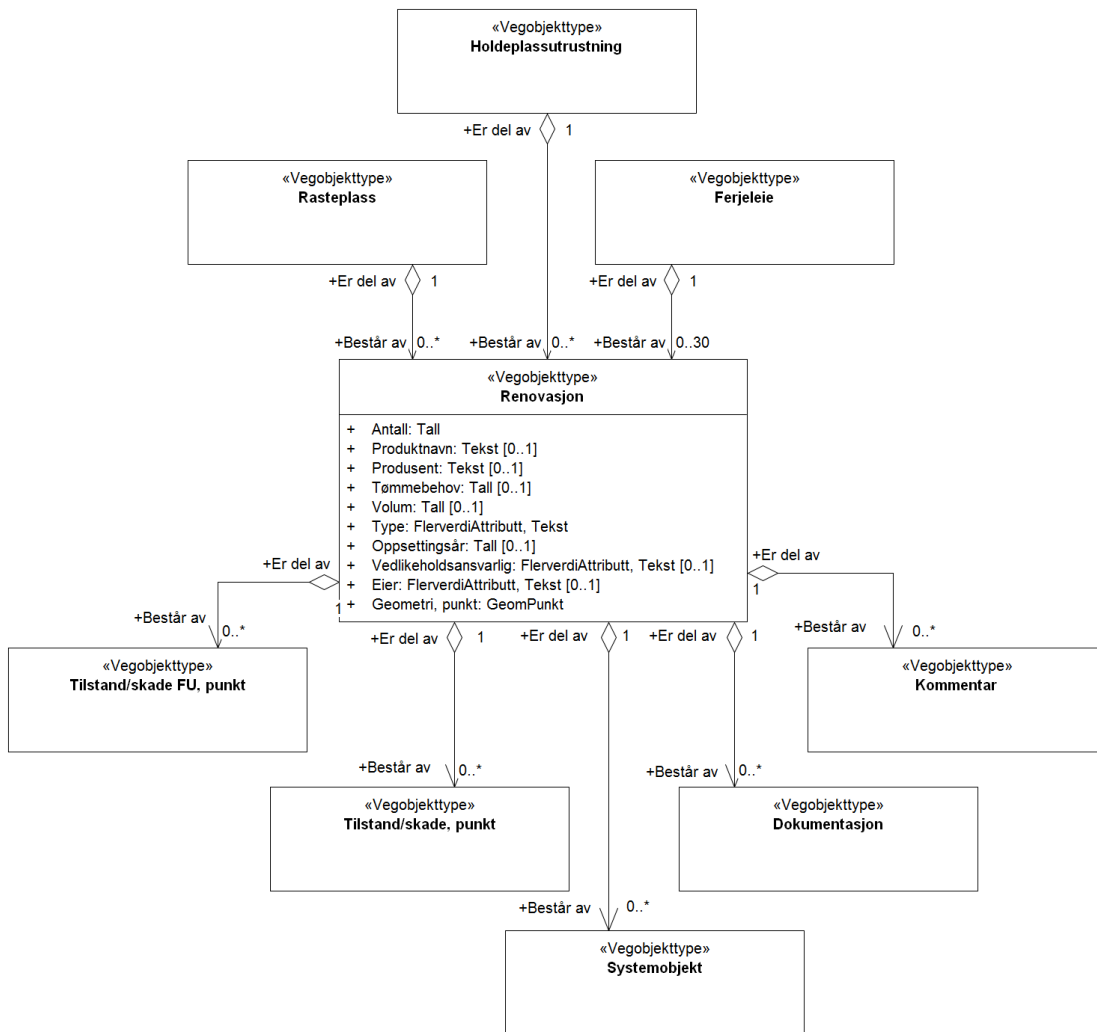 «Vegobjekttype»
Holdeplassutrustning
+Er del av
1
«Vegobjekttype»
Rasteplass
«Vegobjekttype»
Ferjeleie
+Er del av
1
+Er del av
1
+Består av
0..*
+Består av
0..*
+Består av
0..30
«Vegobjekttype»
Renovasjon
+ Antall: Tall
+ Produktnavn: Tekst [0..1]
+ Produsent: Tekst [0..1]
+ Tømmebehov: Tall [0..1]
+ Volum: Tall [0..1]
+ Type: FlerverdiAttributt, Tekst
+ Oppsettingsår: Tall [0..1]
+ Vedlikeholdsansvarlig: FlerverdiAttributt, Tekst [0..1]
+ Eier: FlerverdiAttributt, Tekst [0..1]
+ Geometri, punkt: GeomPunkt
+Er del av
1
+Er del av
1
+Er del av
1
+Er del av
1
+Er del av
1
+Består av
0..*
+Består av
0..*
«Vegobjekttype»
Tilstand/skade FU, punkt
«Vegobjekttype»
Kommentar
+Består av
0..*
+Består av
0..*
«Vegobjekttype»
Tilstand/skade, punkt
«Vegobjekttype»
Dokumentasjon
+Består av
0..*
«Vegobjekttype»
Systemobjekt